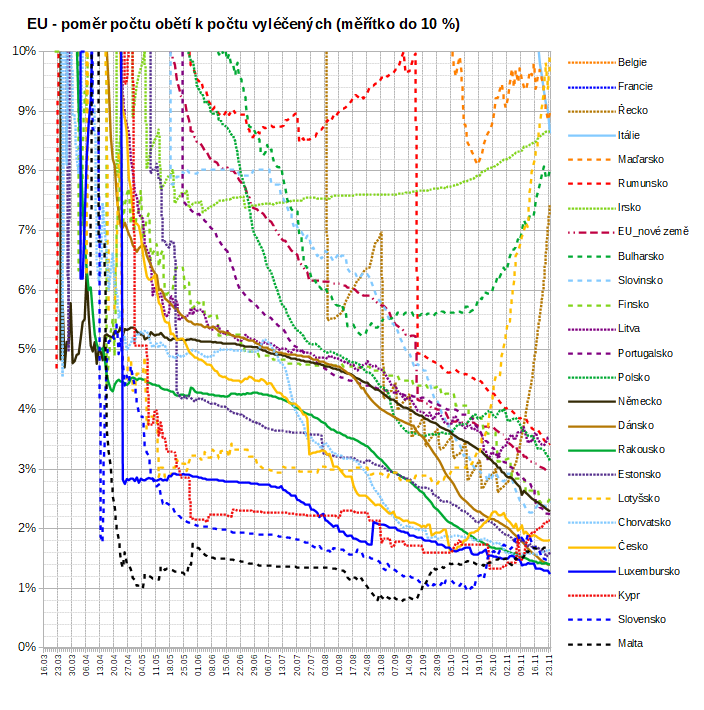 EU - poměr počtu obětí k počtu vyléčených (měřítko do 10 %)
10%
9%
8%
7%
6%
5%
4%
3%
2%
1%
0%
16.03
23.03
30.03
06.04
13.04
20.04
27.04
04.05
11.05
18.05
25.05
01.06
08.06
15.06
22.06
29.06
06.07
13.07
20.07
27.07
03.08
10.08
17.08
24.08
31.08
07.09
14.09
21.09
28.09
05.10
12.10
19.10
26.10
02.11
09.11
16.11
23.11
Belgie
Francie
Řecko
Itálie
Maďarsko
Rumunsko
Irsko
EU_nové země
Bulharsko
Slovinsko
Finsko
Litva
Portugalsko
Polsko
Německo
Dánsko
Rakousko
Estonsko
Lotyšsko
Chorvatsko
Česko
Luxembursko
Kypr
Slovensko
Malta